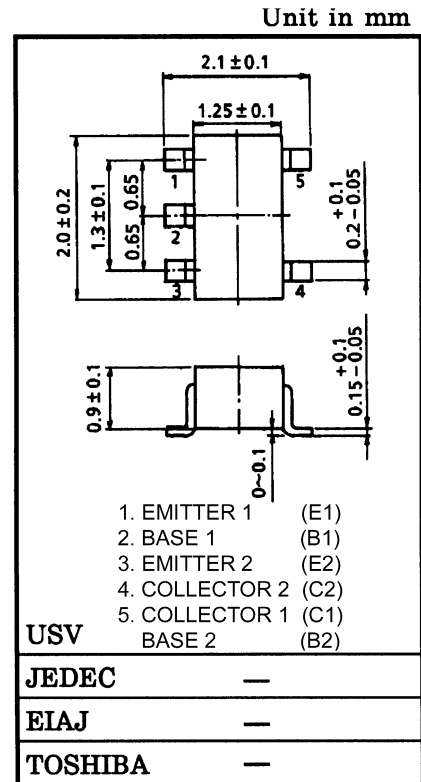 Unit in mm
2.1±0.1
1.25±0.1
1
5
2.0±0.2
1.3±0.1
0.65
0.65
2
+0.1
0.2-0.05
3
4
0.9±0.1
+0.1
0.15-0.05
0~0.1
1. EMITTER 1 (E1)
2. BASE 1 (B1)
3. EMITTER 2 (E2)
4. COLLECTOR 2 (C2)
5. COLLECTOR 1 (C1)
USV BASE 2 (B2)
JEDEC —
EIAJ —
TOSHIBA —